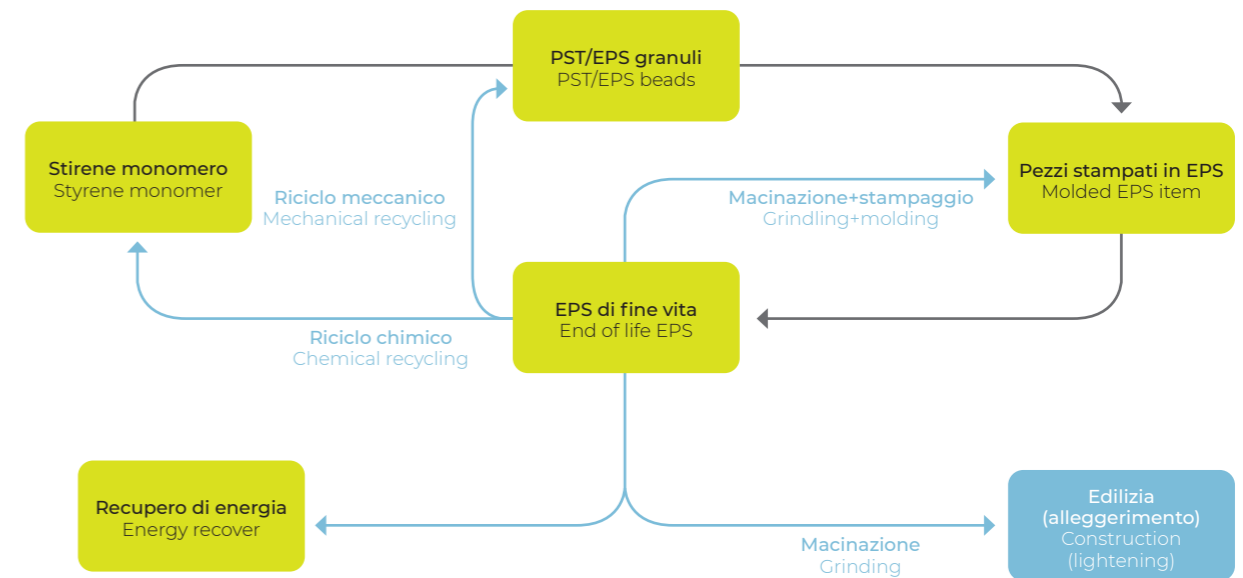 PST/EPS granuli
PST/EPS beads
Stirene monomero
Styrene monomer
Pezzi stampati in EPS
Molded EPS item
Riciclo meccanico
Mechanical recycling
Macinazione+stampaggio
Grindling+molding
EPS di fine vita
End of life EPS
Riciclo chimico
Chemical recycling
Recupero di energia
Energy recover
Edilizia
(alleggerimento)
Construction
(lightening)
Macinazione
Grinding